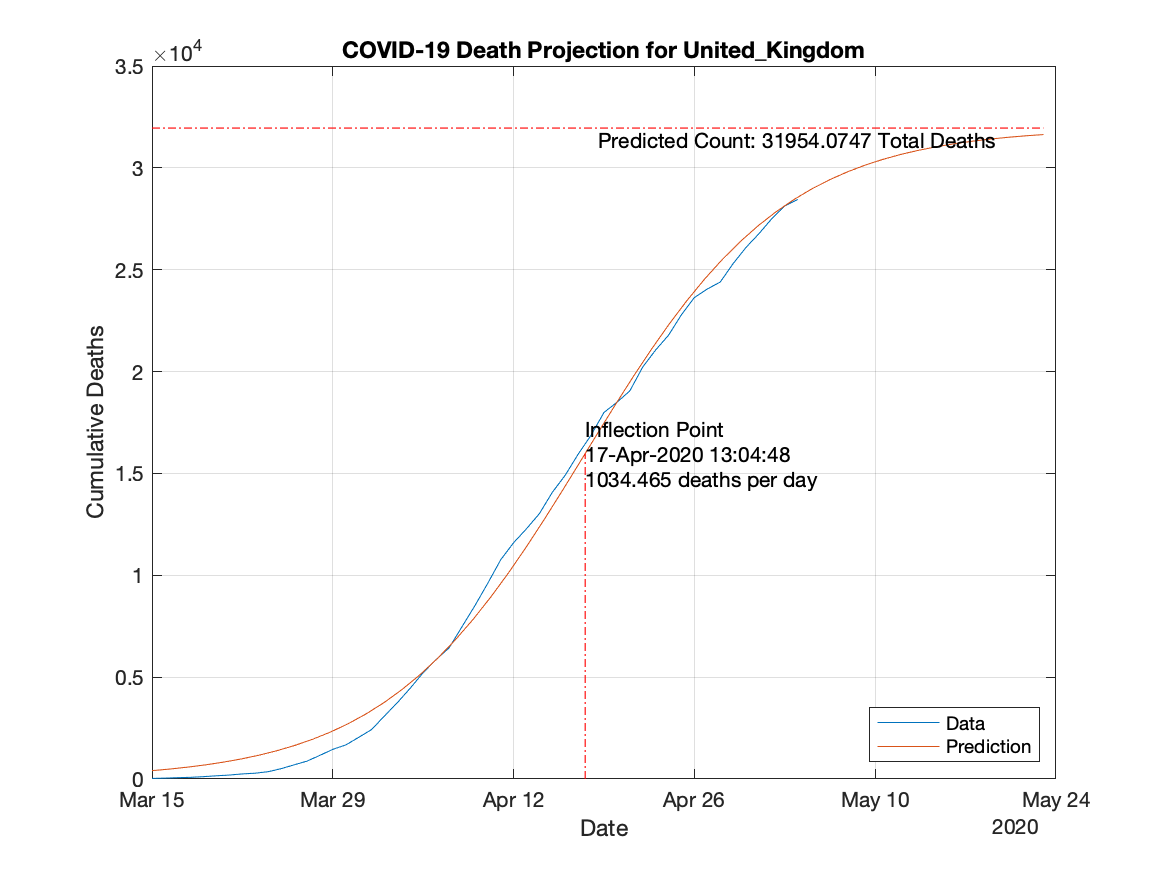 COVID-19 Death Projection for United_Kingdom
×10⁴
3.5
3
2.5
2
1.5
1
0.5
0
Cumulative Deaths
Predicted Count: 31954.0747 Total Deaths
Inflection Point
17-Apr-2020 13:04:48
1034.465 deaths per day
Data
Prediction
Mar 15 Mar 29 Apr 12 Apr 26 May 10 May 24
Date
2020